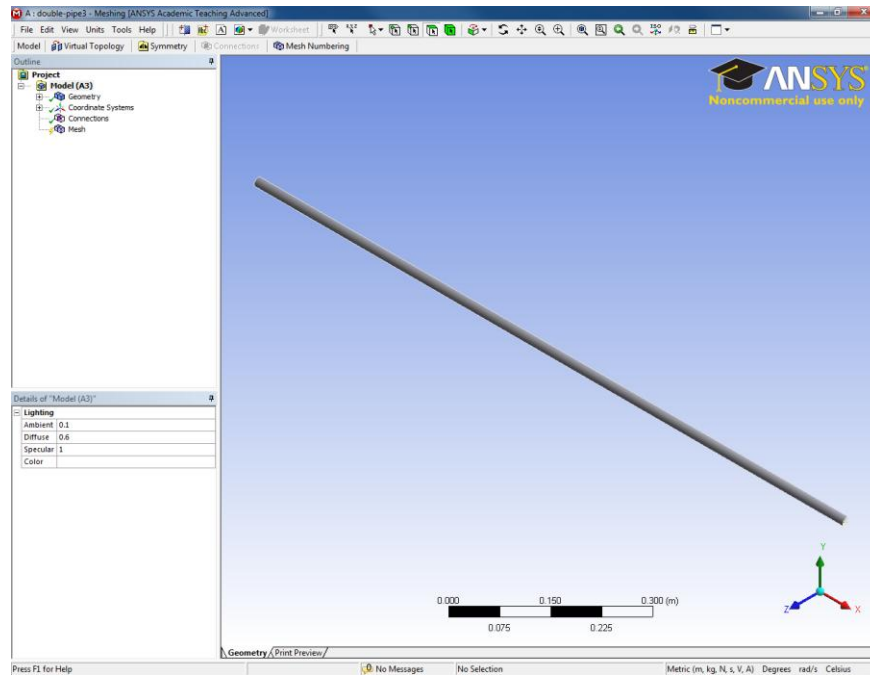 A : double-pipe3 - Meshing [ANSYS Academic Teaching Advanced]
File Edit View Units Tools Help Worksheet
Model Virtual Topology Symmetry Connections Mesh Numbering
Outline
Project
Model (A3)
Geometry
Coordinate Systems
Connections
Mesh
ANSYS
Noncommercial use only
Details of "Model (A3)"
Lighting
Ambient 0.1
Diffuse 0.6
Specular 1
Color
Y
Z X
0.000 0.150 0.300 (m)
0.075 0.225
Geometry Print Preview
Press F1 for Help No Messages No Selection Metric (m, kg, N, s, V, A) Degrees rad/s Celsius